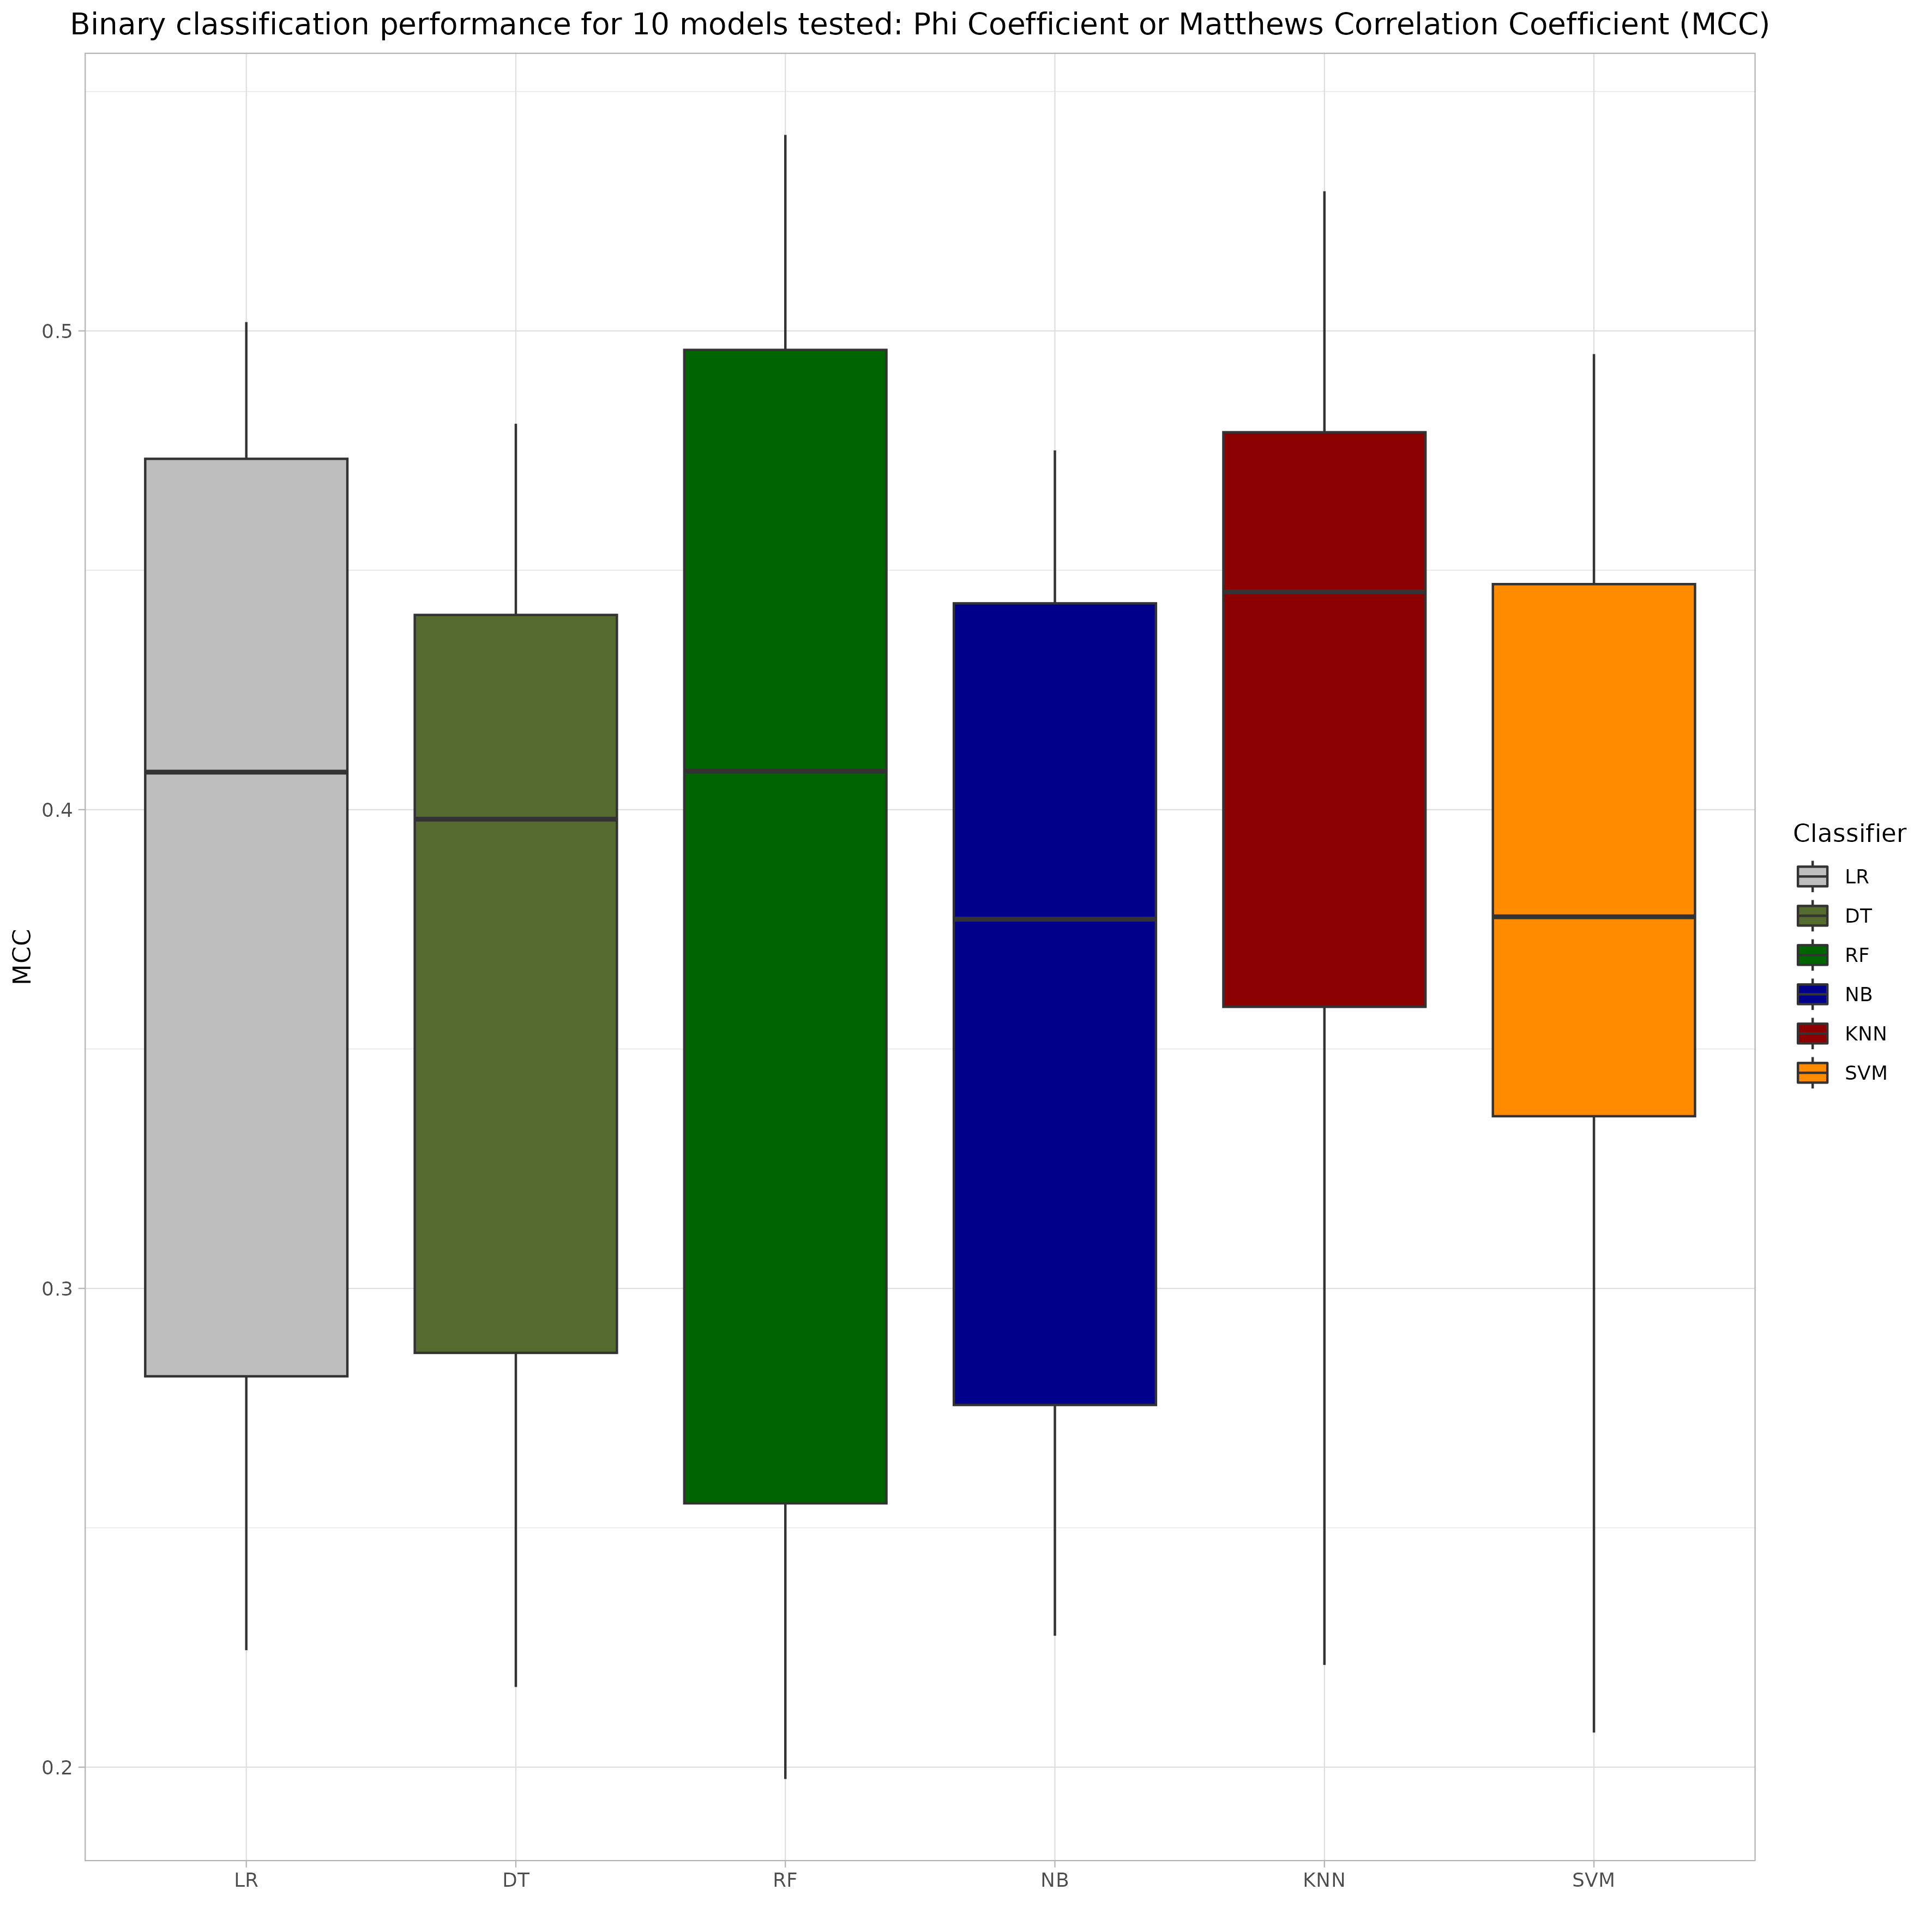 Binary classification performance for 10 models tested: Phi Coefficient or Matthews Correlation Coefficient (MCC)
MCC
0.5
0.4
0.3
0.2
LR
DT
RF
NB
KNN
SVM
Classifier
LR
DT
RF
NB
KNN
SVM